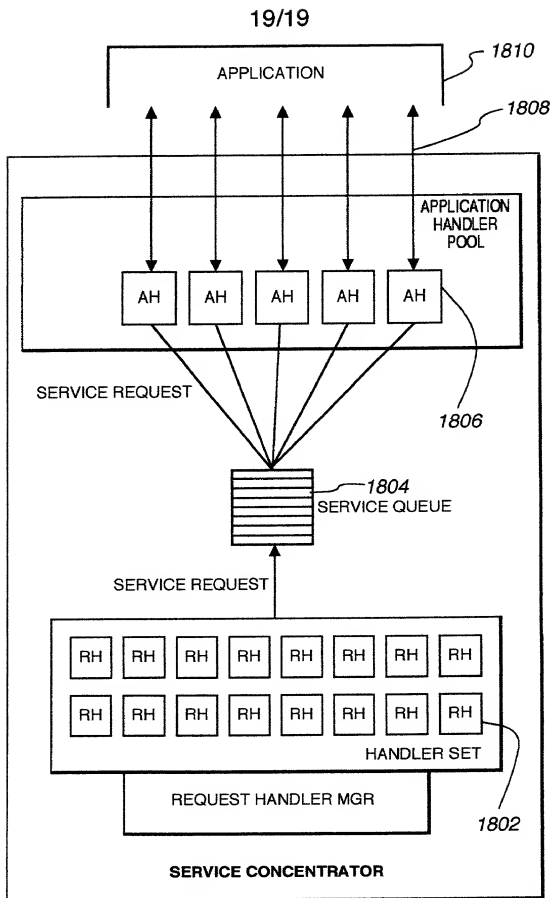 19/19
1810
APPLICATION
1808
APPLICATION
HANDLER
POOL
AH AH AH AH AH
SERVICE REQUEST
1806
1804
SERVICE QUEUE
SERVICE REQUEST
RH RH RH RH RH RH RH RH
RH RH RH RH RH RH RH RH
HANDLER SET
REQUEST HANDLER MGR
1802
SERVICE CONCENTRATOR